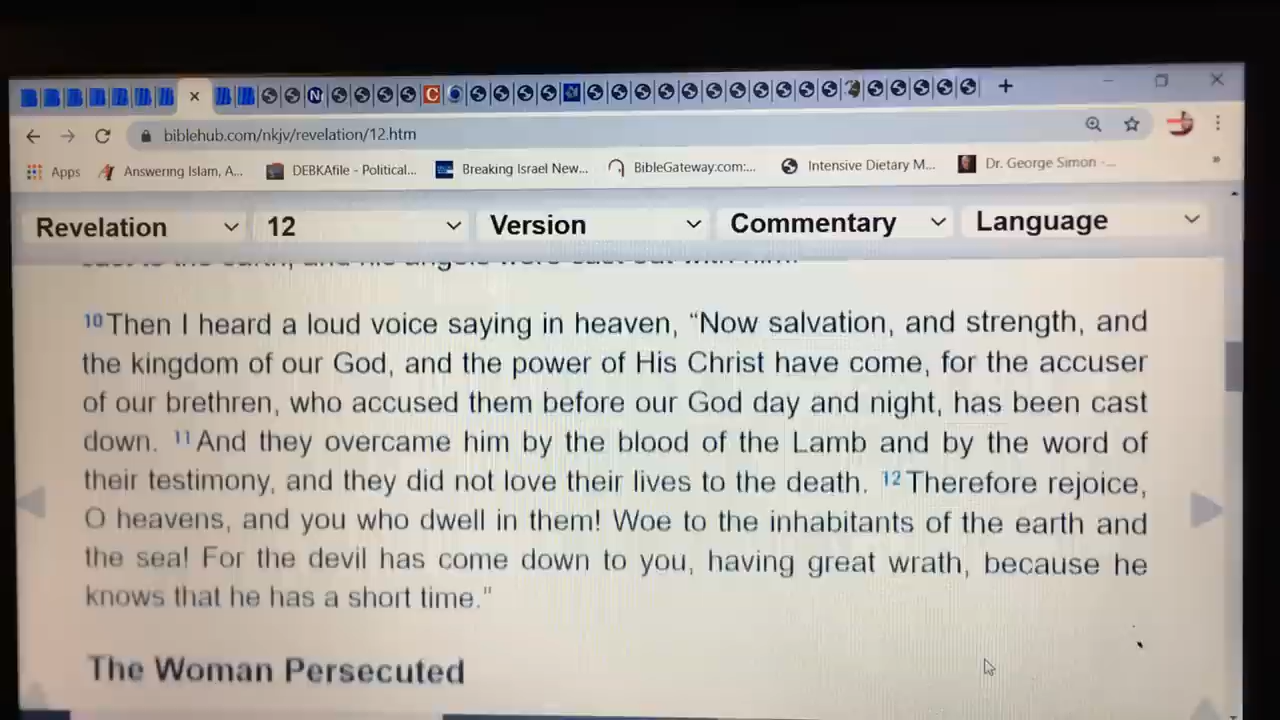 biblehub.com/nkjv/revelation/12.htm
Apps Answering Islam, A... DEBKAfile - Political... Breaking Israel New... BibleGateway.com:... Intensive Dietary M... Dr. George Simon -...
Revelation 12 Version Commentary Language
10 Then I heard a loud voice saying in heaven, “Now salvation, and strength, and
the kingdom of our God, and the power of His Christ have come, for the accuser
of our brethren, who accused them before our God day and night, has been cast
down. 11 And they overcame him by the blood of the Lamb and by the word of
their testimony, and they did not love their lives to the death. 12 Therefore rejoice,
O heavens, and you who dwell in them! Woe to the inhabitants of the earth and
the sea! For the devil has come down to you, having great wrath, because he
knows that he has a short time."
The Woman Persecuted